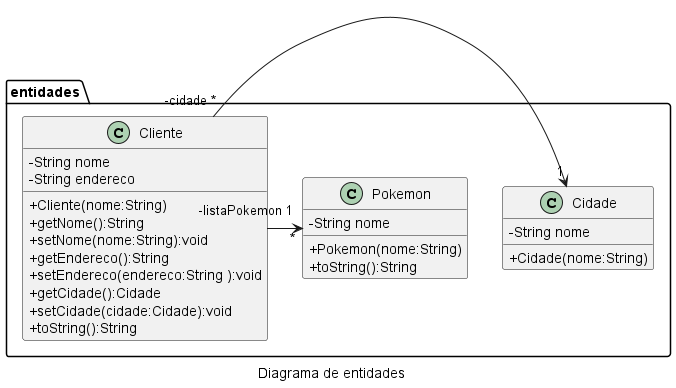 entidades
-cidade *
1
C Cliente
-String nome
-String endereco
+Cliente(nome:String)
+getNome():String
+setNome(nome:String):void
+getEndereco():String
+setEndereco(endereco:String ):void
+getCidade():Cidade
+setCidade(cidade:Cidade):void
+toString():String
-listaPokemon 1
*
C Pokemon
-String nome
+Pokemon(nome:String)
+toString():String
C Cidade
-String nome
+Cidade(nome:String)
Diagrama de entidades